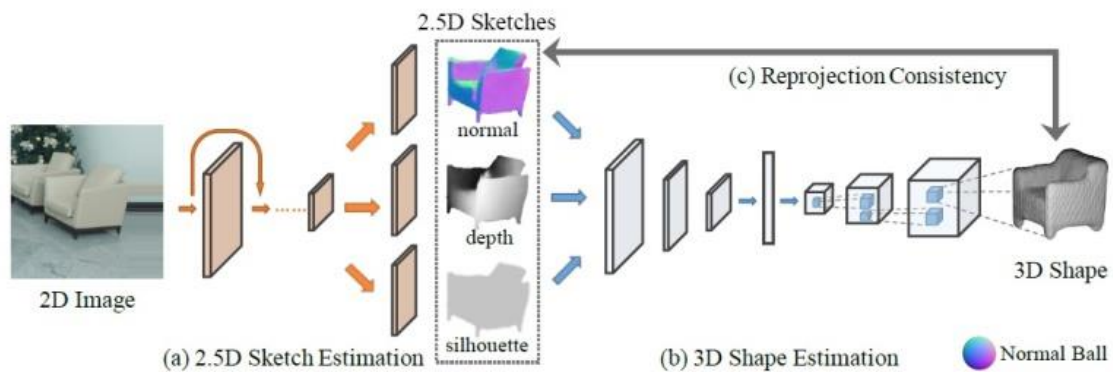 2.5D Sketches
(c) Reprojection Consistency
normal
depth
2D Image
3D Shape
silhouette
(a) 2.5D Sketch Estimation
(b) 3D Shape Estimation
Normal Ball